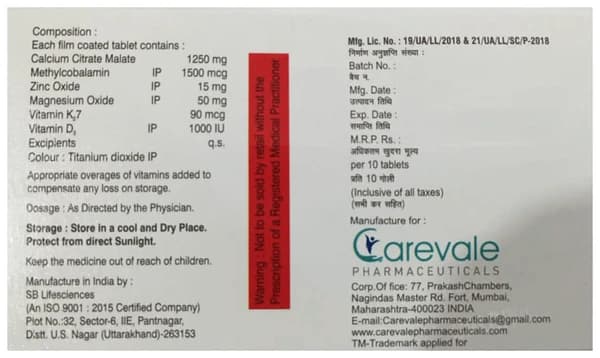 Composition :
Each film coated tablet contains :
Calcium Citrate Malate 1250 mg
Methylcobalamin IP 1500 mcg
Zinc Oxide IP 15 mg
Magnesium Oxide IP 50 mg
Vitamin K₂7 90 mcg
Vitamin D₃ IP 1000 IU
Excipients q.s.
Colour : Titanium dioxide IP
Appropriate overages of vitamins added to
compensate any loss on storage.
Dosage : As Directed by the Physician.
Storage : Store in a cool and Dry Place.
Protect from direct Sunlight.
Keep the medicine out of reach of children.
Manufacture in India by :
SB Lifesciences
(An ISO 9001 : 2015 Certified Company)
Plot No.:32, Sector-6, IIE, Pantnagar,
Distt. U.S. Nagar (Uttarakhand)-263153
Warning : Not to be sold by retail without the
Prescription of a Registered Medical Practitioner
Mfg. Lic. No. : 19/UA/LL/2018 & 21/UA/LL/SC/P-2018
निर्माण अनुज्ञप्ति संख्या :
Batch No. :
बैच न.
Mfg. Date :
उत्पादन तिथि
Exp. Date :
समाप्ति तिथि
M.R.P. Rs. :
अधिकतम खुदरा मूल्य
per 10 tablets
प्रति 10 गोली
(Inclusive of all taxes)
(सभी कर सहित)
Manufacture for :
Carevale
PHARMACEUTICALS
Corp.Of fice: 77, PrakashChambers,
Nagindas Master Rd. Fort, Mumbai,
Maharashtra-400023 INDIA
E-mail:Carevalepharmaceuticals@gmail.com
www.carevalepharmaceuticals.com
TM-Trademark applied for